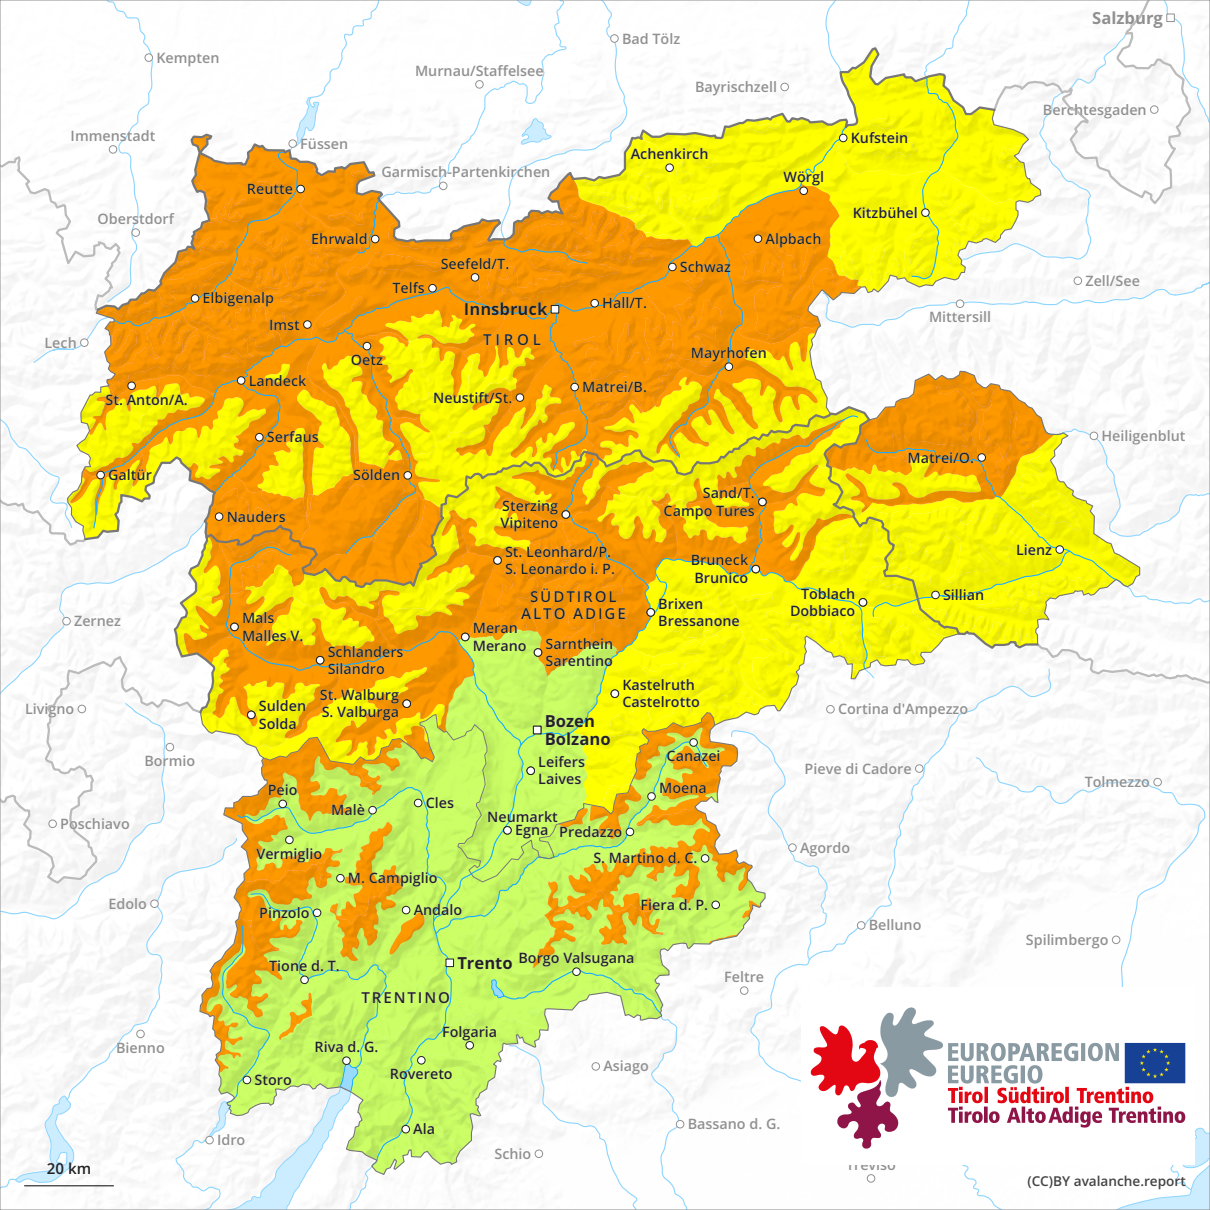 Salzburg
Bad Tölz
Kempten
Murnau/Staffelsee
Bayrischzell
Berchtesgaden
Immenstadt
Füssen
Kufstein
Achenkirch
Garmisch-Partenkirchen
Wörgl
Reutte
Oberstdorf
Kitzbühel
Ehrwald
Alpbach
Seefeld/T.
Schwaz
Zell/See
Telfs
Elbigenalp
Hall/T.
Innsbruck
Mittersill
Imst
TIROL
Lech
Oetz
Mayrhofen
Landeck
Matrei/B.
St. Anton/A.
Neustift/St.
Serfaus
Heiligenblut
Matrei/O.
Galtür
Sölden
Sand/T.
Campo Tures
Sterzing
Vipiteno
Nauders
St. Leonhard/P.
S. Leonardo i. P.
Lienz
Bruneck
Brunico
SÜDTIROL
ALTO ADIGE
Toblach
Dobbiaco
Sillian
Brixen
Bressanone
Zernez
Mals
Malles V.
Meran
Merano
Sarnthein
Sarentino
Schlanders
Silandro
Kastelruth
Castelrotto
St. Walburg
S. Valburga
Sulden
Solda
Livigno
Cortina d'Ampezzo
Bozen
Bolzano
Bormio
Canazei
Leifers
Laives
Pieve di Cadore
Tolmezzo
Peio
Moena
Malè
Cles
Neumarkt
Egna
Predazzo
Poschiavo
Vermiglio
S. Martino d. C.
Agordo
M. Campiglio
Edolo
Pinzolo
Andalo
Fiera d. P.
Belluno
Spilimbergo
Trento
Borgo Valsugana
Tione d. T.
Feltre
TRENTINO
Folgaria
Bienno
Riva d. G.
Rovereto
Asiago
Storo
EUROPAREGION
EUREGIO
Tirol Südtirol Trentino
Tirolo Alto Adige Trentino
Ala
Bassano d. G.
Idro
Schio
Treviso
20 km
(CC)BY avalanche.report